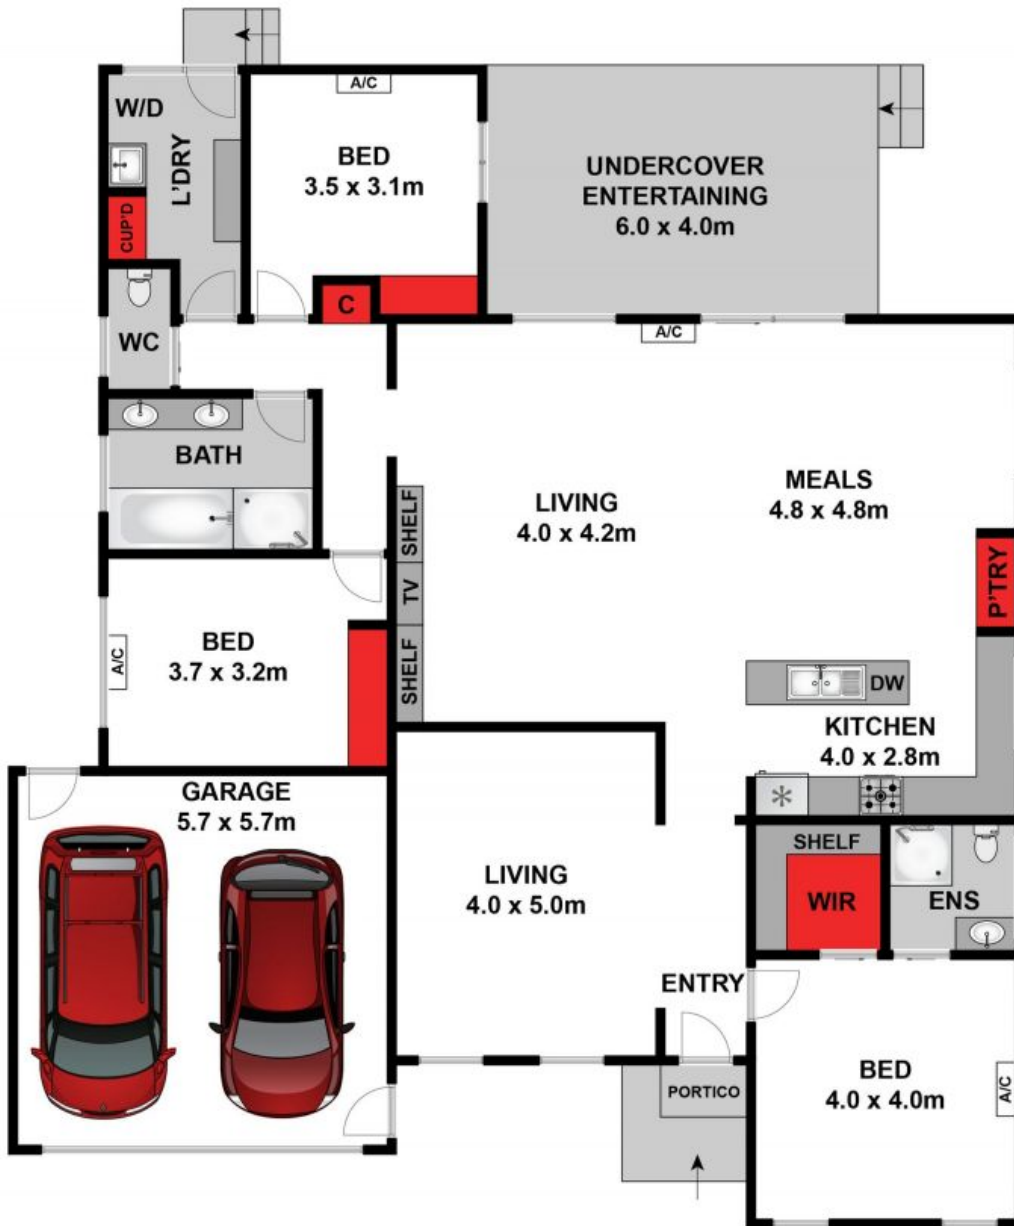 A/C
W/D
L'DRY
CUP'D
BED
3.5 x 3.1m
UNDERCOVER
ENTERTAINING
6.0 x 4.0m
C
WC
A/C
BATH
SHELF
TV
SHELF
LIVING
4.0 x 4.2m
MEALS
4.8 x 4.8m
P'TRY
A/C
BED
3.7 x 3.2m
DW
KITCHEN
4.0 x 2.8m
*
GARAGE
5.7 x 5.7m
LIVING
4.0 x 5.0m
SHELF
WIR
ENS
ENTRY
PORTICO
BED
4.0 x 4.0m
A/C